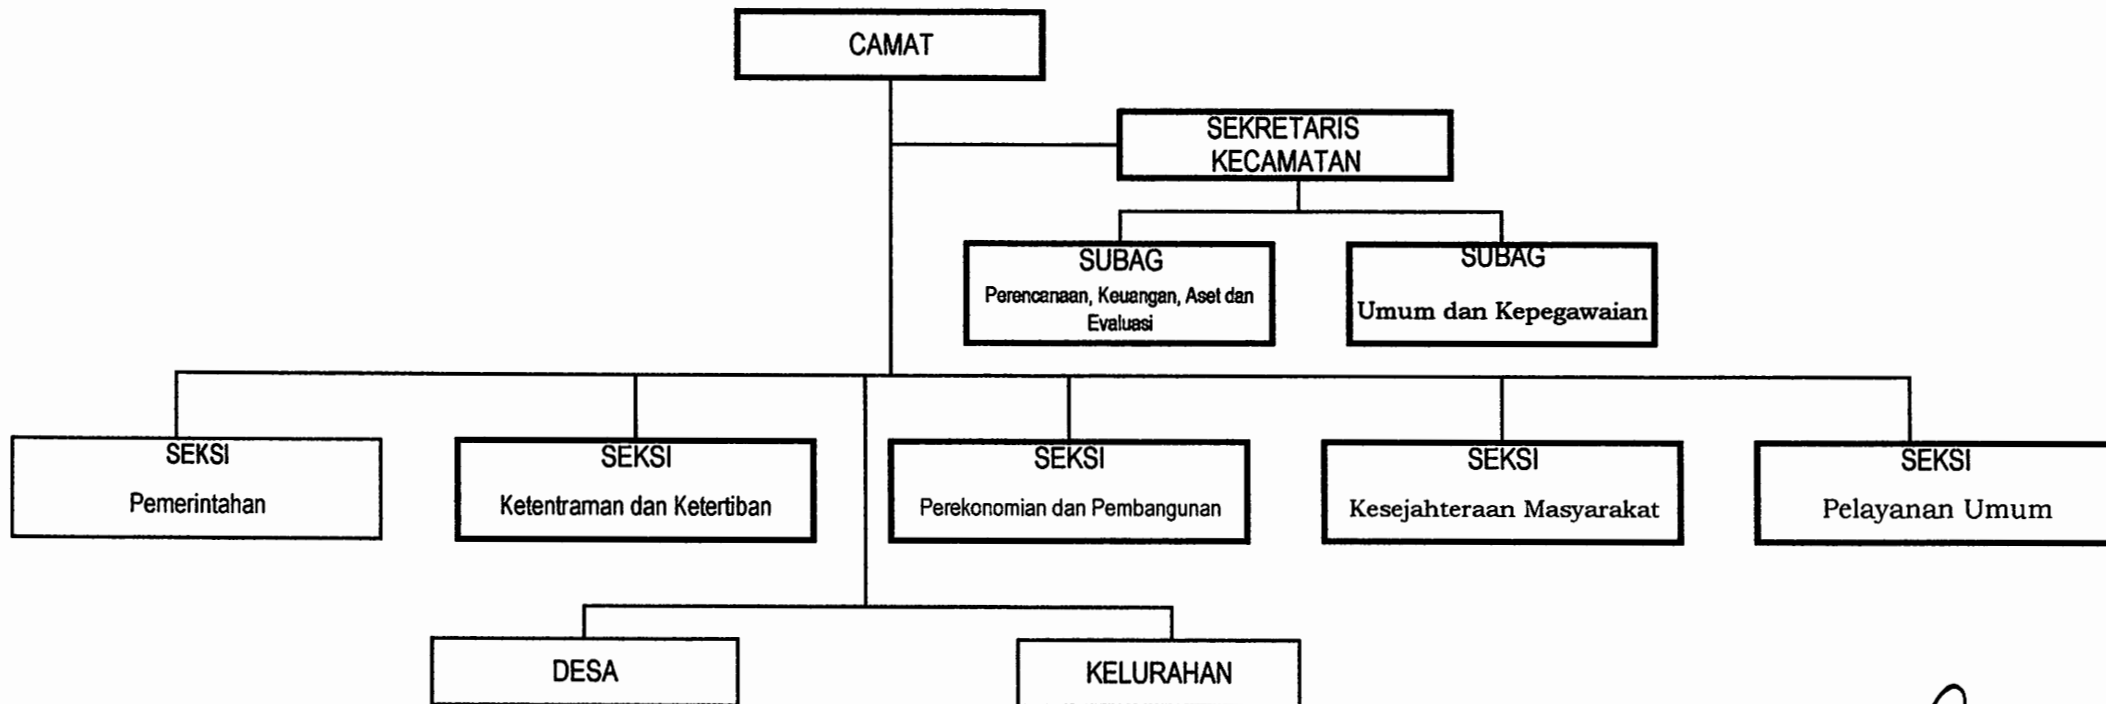 CAMAT
SEKRETARIS
KECAMATAN
SUBAG
Perencanaan, Keuangan, Aset dan
Evaluasi
SUBAG
Umum dan Kepegawaian
SEKSI
Pemerintahan
SEKSI
Ketentraman dan Ketertiban
SEKSI
Perekonomian dan Pembangunan
SEKSI
Kesejahteraan Masyarakat
SEKSI
Pelayanan Umum
DESA
KELURAHAN